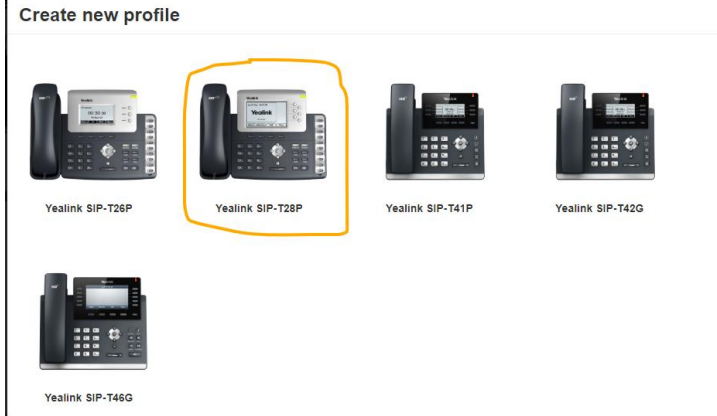 Create new profile
Yealink
Yealink SIP-T26P
Yealink SIP-T28P
Yealink SIP-T41P
Yealink SIP-T42G
Yealink SIP-T46G